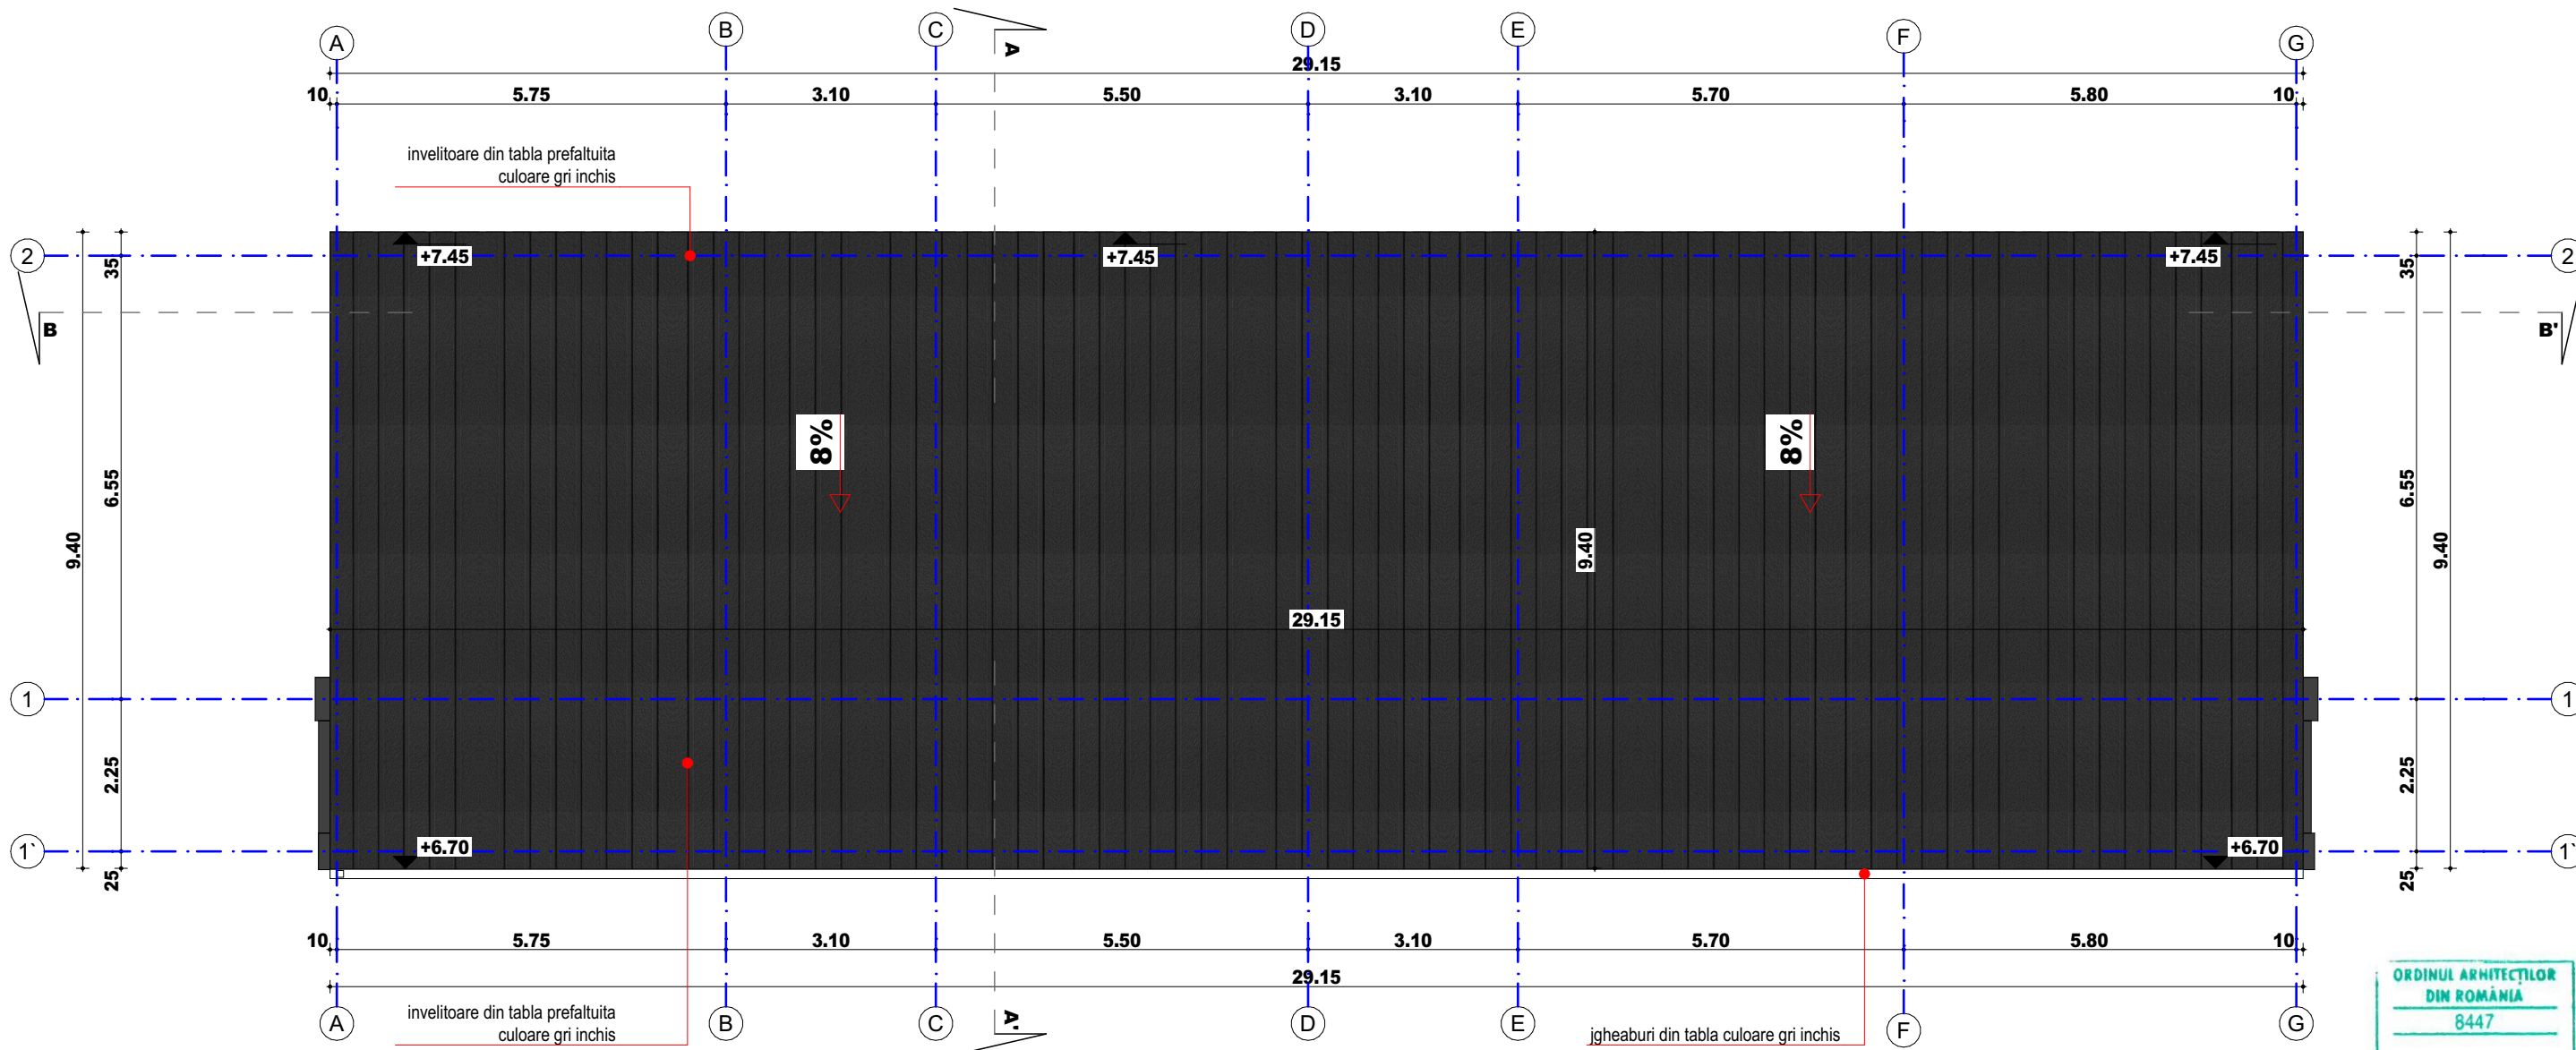 A B C D E F G
A
29.15
10 5.75 3.10 5.50 3.10 5.70 5.80 10
invelitoare din tabla prefaltuita
culoare gri inchis
2 35 +7.45 +7.45 +7.45 35 2
B B'
8% 8%
6.55 6.55
9.40 9.40 9.40
29.15
1 1
2.25 2.25
1` +6.70 +6.70 1`
25 25
10 5.75 3.10 5.50 3.10 5.70 5.80 10
29.15
invelitoare din tabla prefaltuita
culoare gri inchis
A'
jgheaburi din tabla culoare gri inchis
A B C D E F G
ORDINUL ARHITECȚILOR
DIN ROMÂNIA
8447